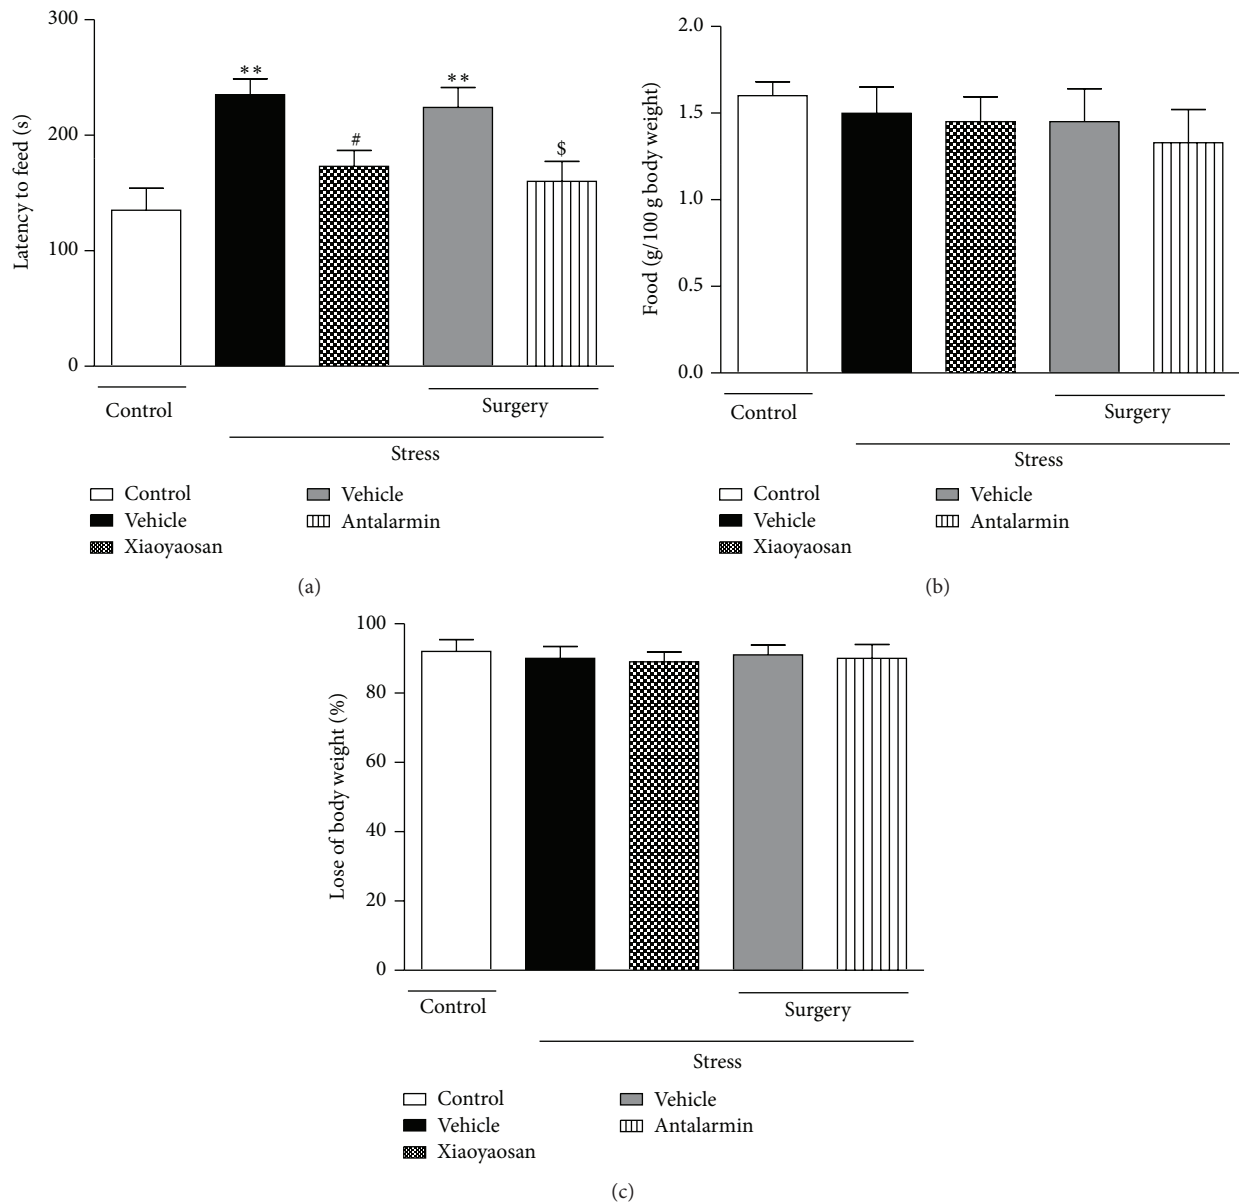 300
200
100
0
Latency to feed (s)
**
#
**
$
Control
Surgery
Stress
Control
Vehicle
Xiaoyaosan
Vehicle
Antalarmin
(a)
2.0
1.5
1.0
0.5
0.0
Food (g/100 g body weight)
Control
Surgery
Stress
Control
Vehicle
Xiaoyaosan
Vehicle
Antalarmin
(b)
100
80
60
40
20
0
Lose of body weight (%)
Control
Surgery
Stress
Control
Vehicle
Xiaoyaosan
Vehicle
Antalarmin
(c)